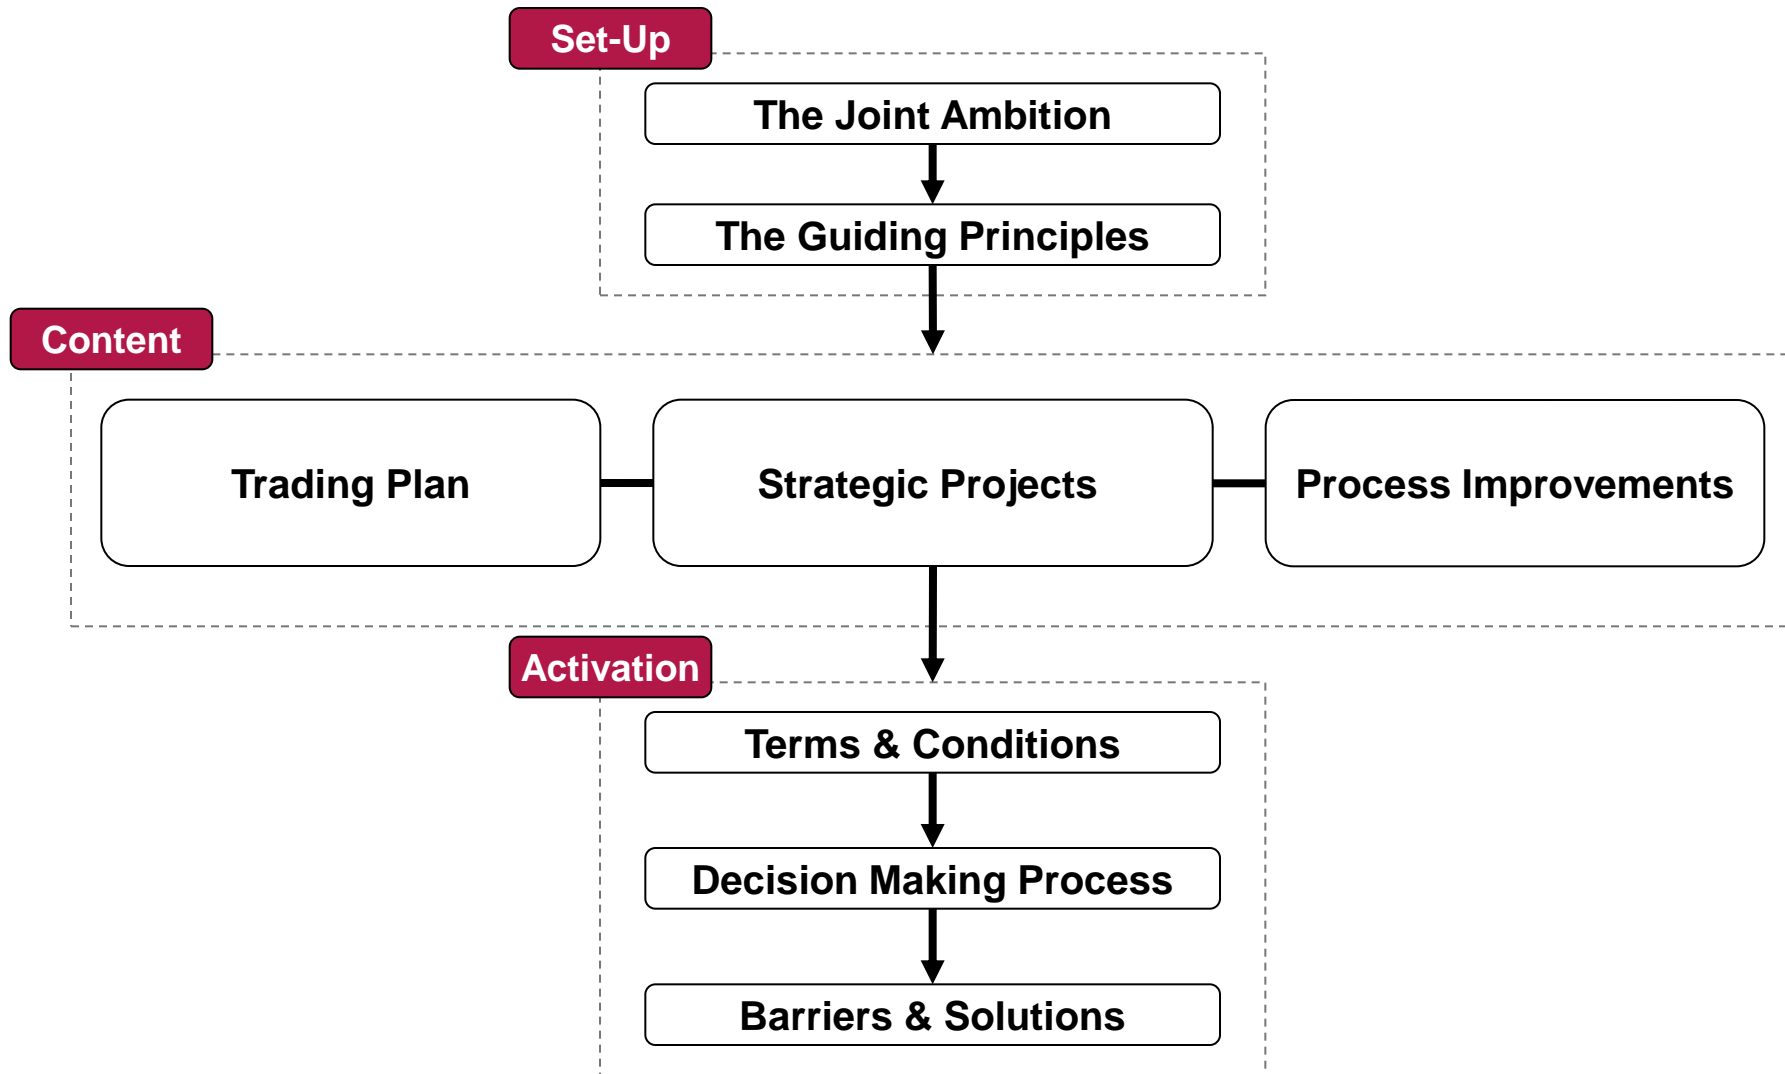 Set-Up
The Joint Ambition
The Guiding Principles
Content
Trading Plan
Strategic Projects
Process Improvements
Activation
Terms & Conditions
Decision Making Process
Barriers & Solutions